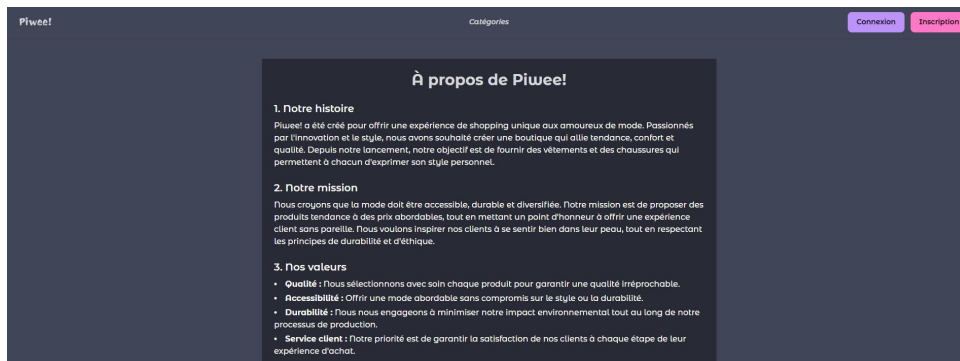 Piwee!
Catégories
Connexion
Inscription
À propos de Piwee!
1. Notre histoire
Piwee! a été créé pour offrir une expérience de shopping unique aux amoureux de mode. Passionnés
par l'innovation et le style, nous avons souhaité créer une boutique qui allie tendance, confort et
qualité. Depuis notre lancement, notre objectif est de fournir des vêtements et des chaussures qui
permettent à chacun d'exprimer son style personnel.
2. Notre mission
Nous croyons que la mode doit être accessible, durable et diversifiée. Notre mission est de proposer des
produits tendance à des prix abordables, tout en mettant un point d'honneur à offrir une expérience
client sans pareille. Nous voulons inspirer nos clients à se sentir bien dans leur peau, tout en respectant
les principes de durabilité et d'éthique.
3. Nos valeurs
• Qualité : Nous sélectionnons avec soin chaque produit pour garantir une qualité irréprochable.
• Accessibilité : Offrir une mode abordable sans compromis sur le style ou la durabilité.
• Durabilité : Nous nous engageons à minimiser notre impact environnemental tout au long de notre
processus de production.
• Service client : Notre priorité est de garantir la satisfaction de nos clients à chaque étape de leur
expérience d'achat.